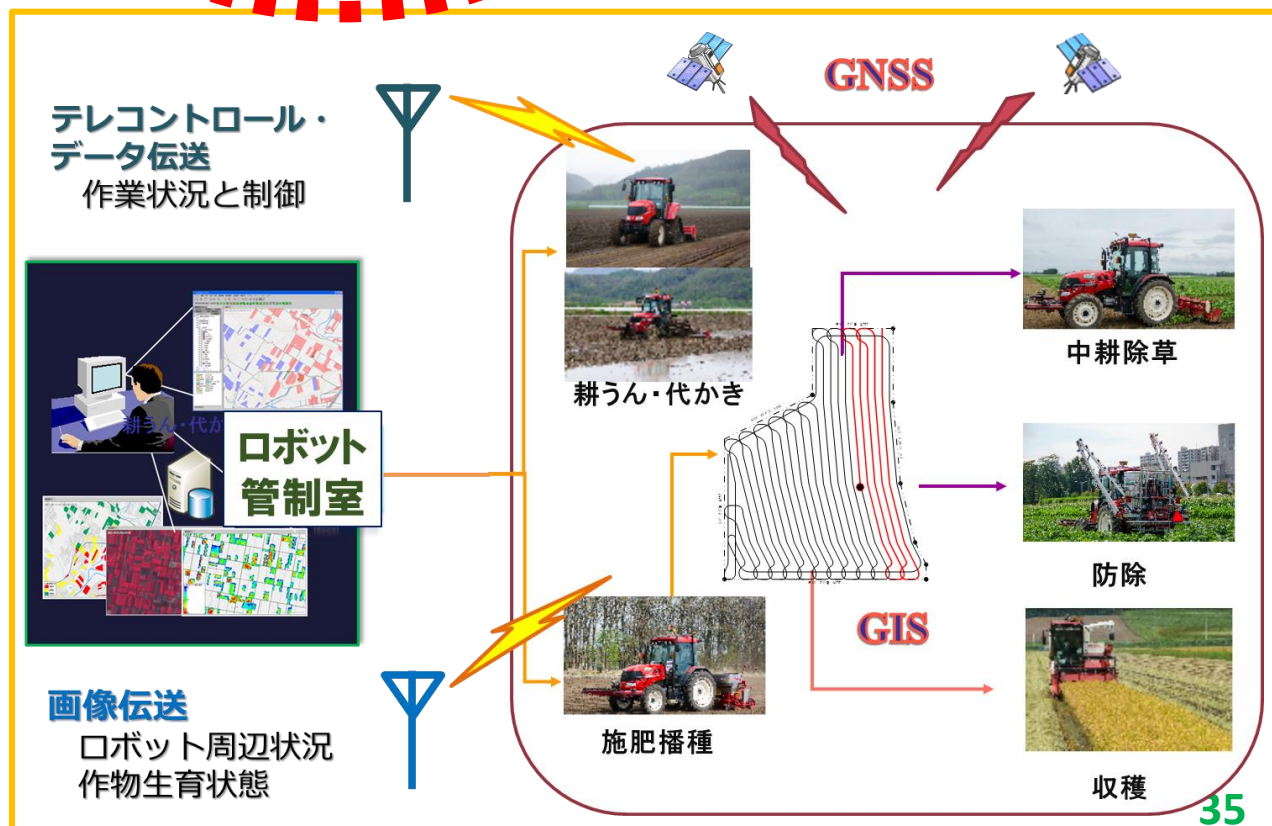 GNSS
テレコントロール・
データ伝送
作業状況と制御
耕うん・代かき
中耕除草
ロボット
管制室
防除
GIS
施肥播種
画像伝送
ロボット周辺状況
作物生育状態
収穫
35